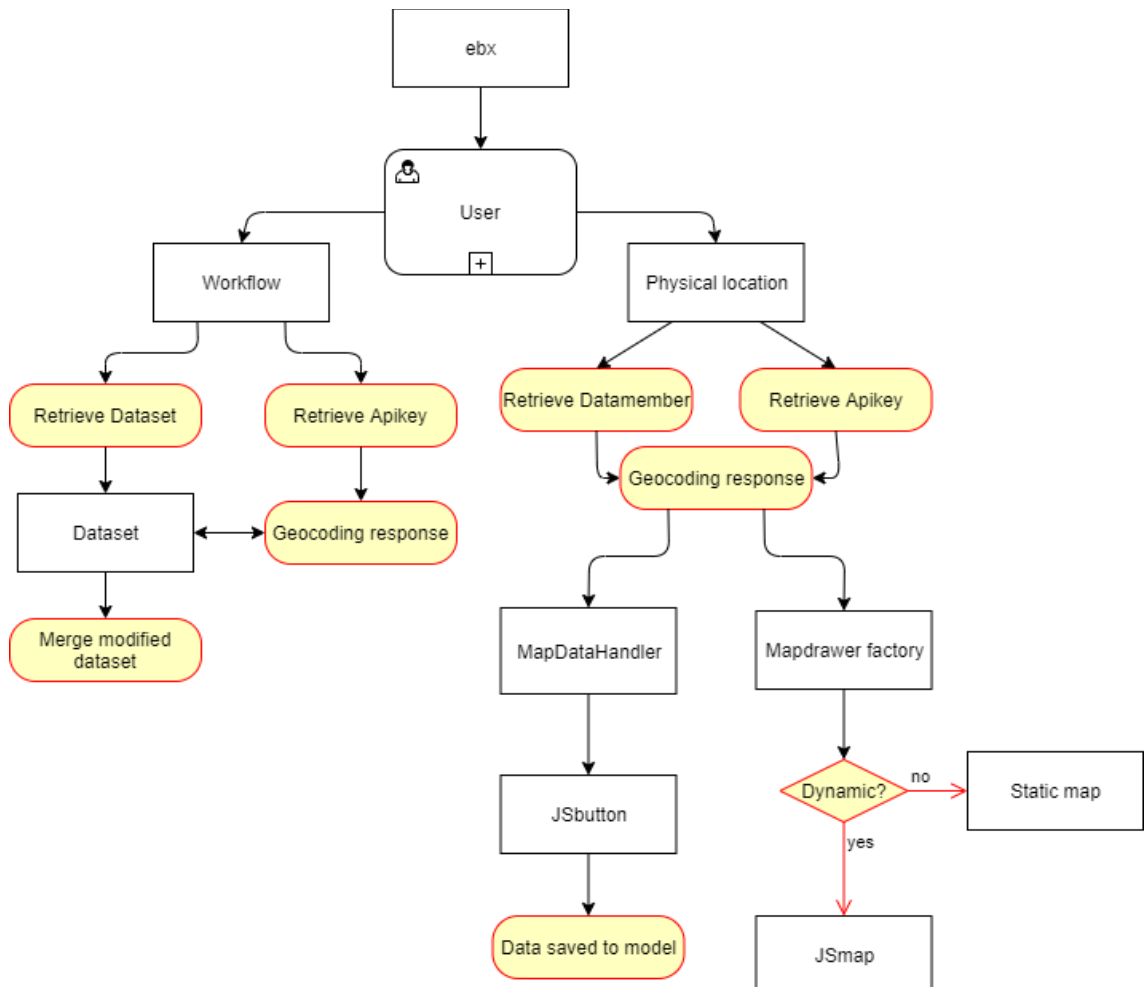 ebx
User
+
Workflow
Physical location
Retrieve Dataset
Retrieve Apikey
Retrieve Datamember
Retrieve Apikey
Geocoding response
Dataset
Geocoding response
Merge modified
dataset
MapDataHandler
Mapdrawer factory
Dynamic?
no
Static map
JSbutton
yes
Data saved to model
JSmap